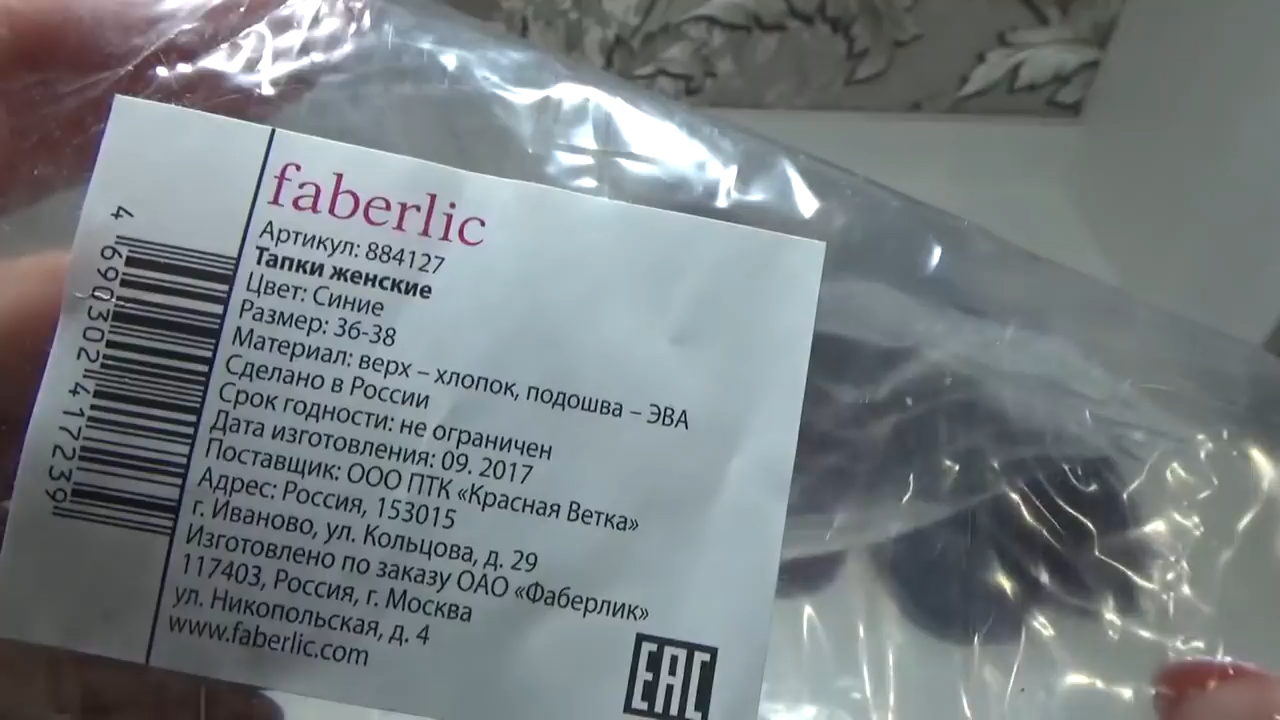 faberlic
Артикул: 884127
Тапки женские
Цвет: Синие
Размер: 36-38
Материал: верх – хлопок, подошва – ЭВА
Сделано в России
Срок годности: не ограничен
Дата изготовления: 09. 2017
Поставщик: ООО ПТК «Красная Ветка»
Адрес: Россия, 153015
г. Иваново, ул. Кольцова, д. 29
Изготовлено по заказу ОАО «Фаберлик»
117403, Россия, г. Москва
ул. Никопольская, д. 4
www.faberlic.com
EAC
4 690302 417239